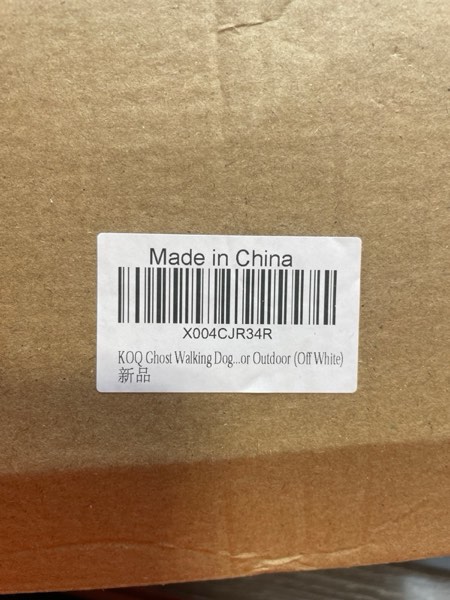 Made in China
X004CJR34R
KOQ Ghost Walking Dog...or Outdoor (Off White)
新品